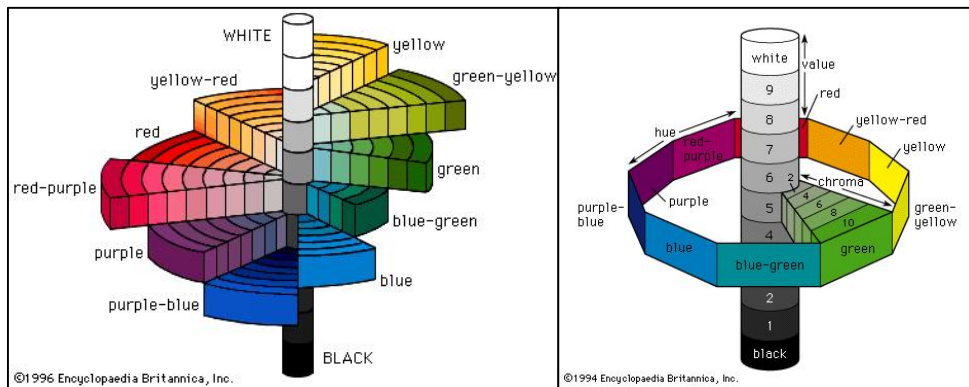 WHITE
yellow
yellow-red
green-yellow
red
green
red-purple
blue-green
purple
blue
purple-blue
BLACK
©1996 Encyclopaedia Britannica, Inc.
white
value
9
red
8
hue
yellow-red
red-purple
7
yellow
6
2
chroma
purple
4
purple-blue
5
6
green-yellow
8
10
4
blue
green
blue-green
2
1
black
©1994 Encyclopaedia Britannica, Inc.